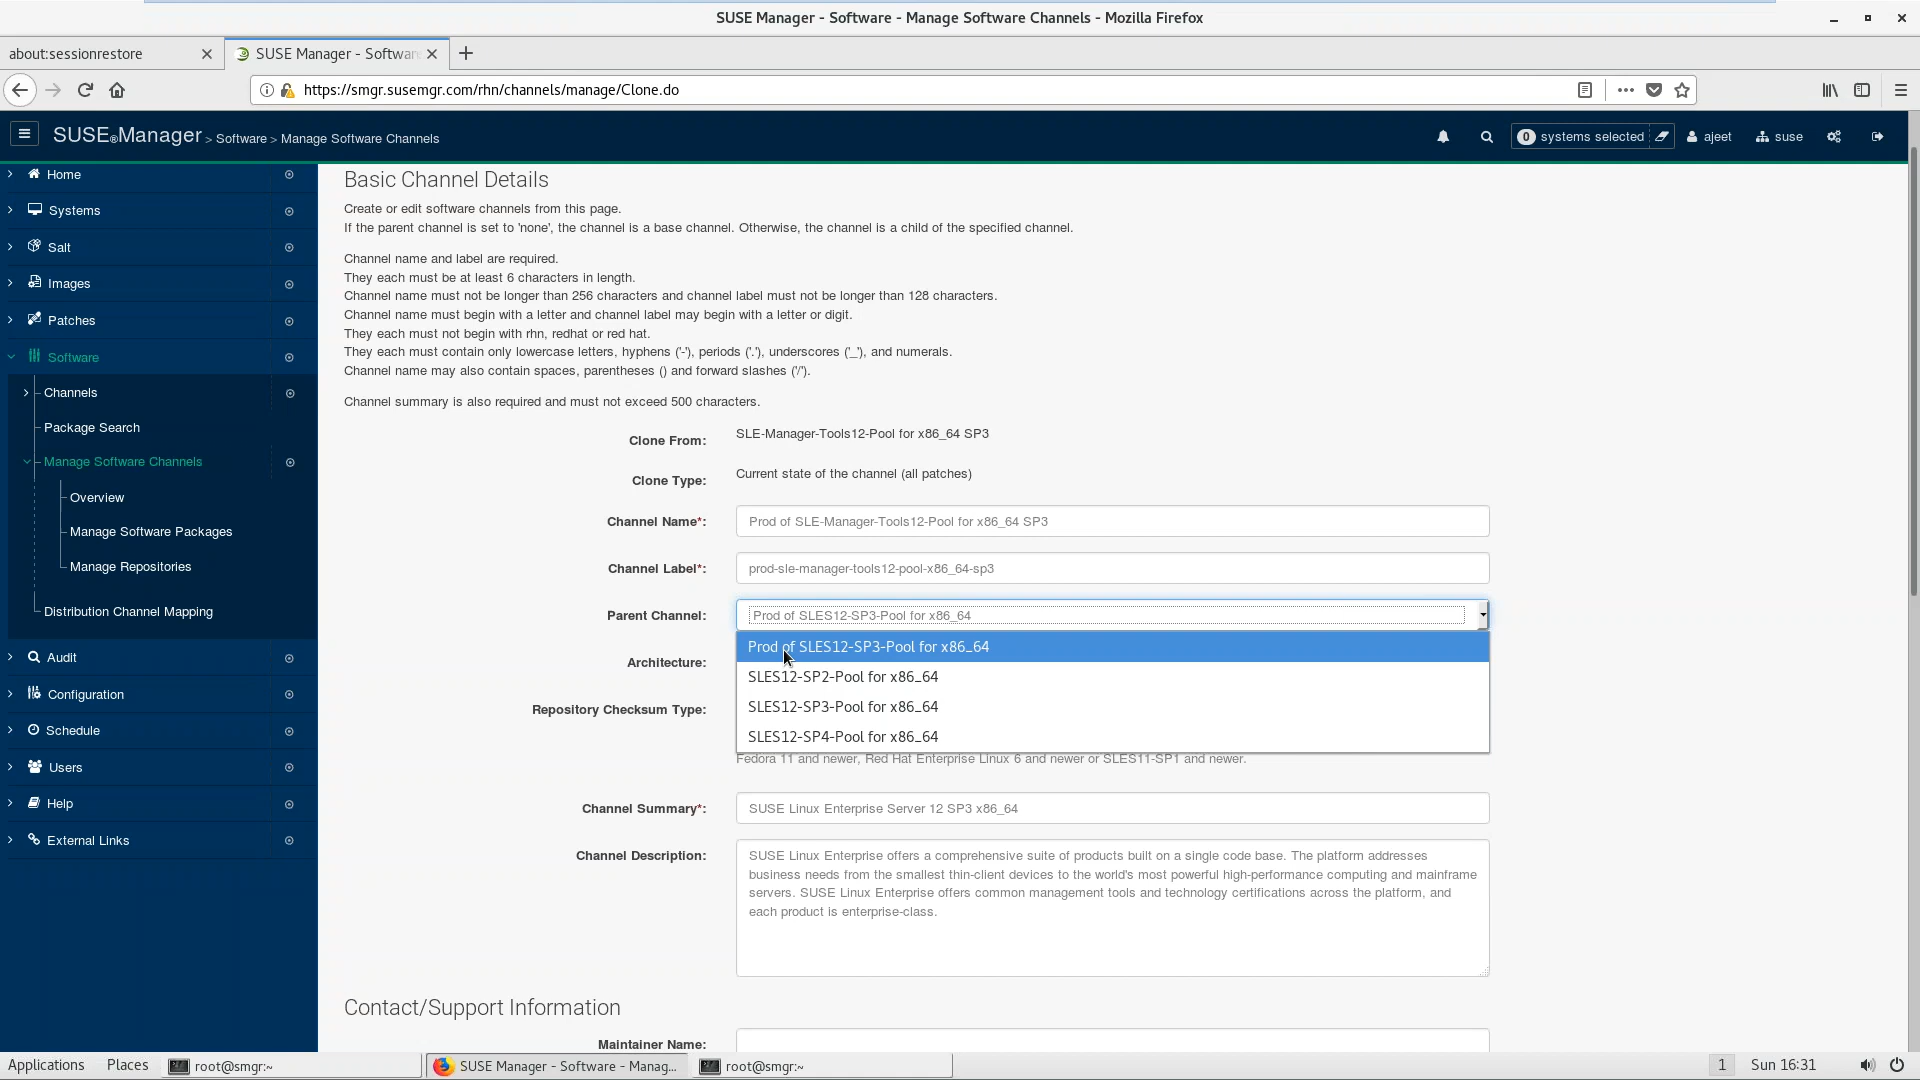 SUSE Manager - Software - Manage Software Channels - Mozilla Firefox
about:sessionrestore
SUSE Manager - Software
https://smgr.susemgr.com/rhn/channels/manage/Clone.do
SUSE Manager > Software > Manage Software Channels
0 systems selected
ajeet
suse
Home
Systems
Salt
Images
Patches
Software
Channels
Package Search
Manage Software Channels
Overview
Manage Software Packages
Manage Repositories
Distribution Channel Mapping
Audit
Configuration
Schedule
Users
Help
External Links
Basic Channel Details
Create or edit software channels from this page.
If the parent channel is set to 'none', the channel is a base channel. Otherwise, the channel is a child of the specified channel.
Channel name and label are required.
They each must be at least 6 characters in length.
Channel name must not be longer than 256 characters and channel label must not be longer than 128 characters.
Channel name must begin with a letter and channel label may begin with a letter or digit.
They each must not begin with rhn, redhat or red hat.
They each must contain only lowercase letters, hyphens ('-'), periods ('.'), underscores ('_'), and numerals.
Channel name may also contain spaces, parentheses () and forward slashes ('/').
Channel summary is also required and must not exceed 500 characters.
Clone From: SLE-Manager-Tools12-Pool for x86_64 SP3
Clone Type: Current state of the channel (all patches)
Channel Name*: Prod of SLE-Manager-Tools12-Pool for x86_64 SP3
Channel Label*: prod-sle-manager-tools12-pool-x86_64-sp3
Parent Channel: Prod of SLES12-SP3-Pool for x86_64
Prod of SLES12-SP3-Pool for x86_64
Architecture:
SLES12-SP2-Pool for x86_64
SLES12-SP3-Pool for x86_64
Repository Checksum Type:
SLES12-SP4-Pool for x86_64
Fedora 11 and newer, Red Hat Enterprise Linux 6 and newer or SLES11-SP1 and newer.
Channel Summary*: SUSE Linux Enterprise Server 12 SP3 x86_64
Channel Description: SUSE Linux Enterprise offers a comprehensive suite of products built on a single code base. The platform addresses
business needs from the smallest thin-client devices to the world's most powerful high-performance computing and mainframe
servers. SUSE Linux Enterprise offers common management tools and technology certifications across the platform, and
each product is enterprise-class.
Contact/Support Information
Maintainer Name:
Applications
Places
root@smgr:~
SUSE Manager - Software - Manag...
root@smgr:~
1
Sun 16:31